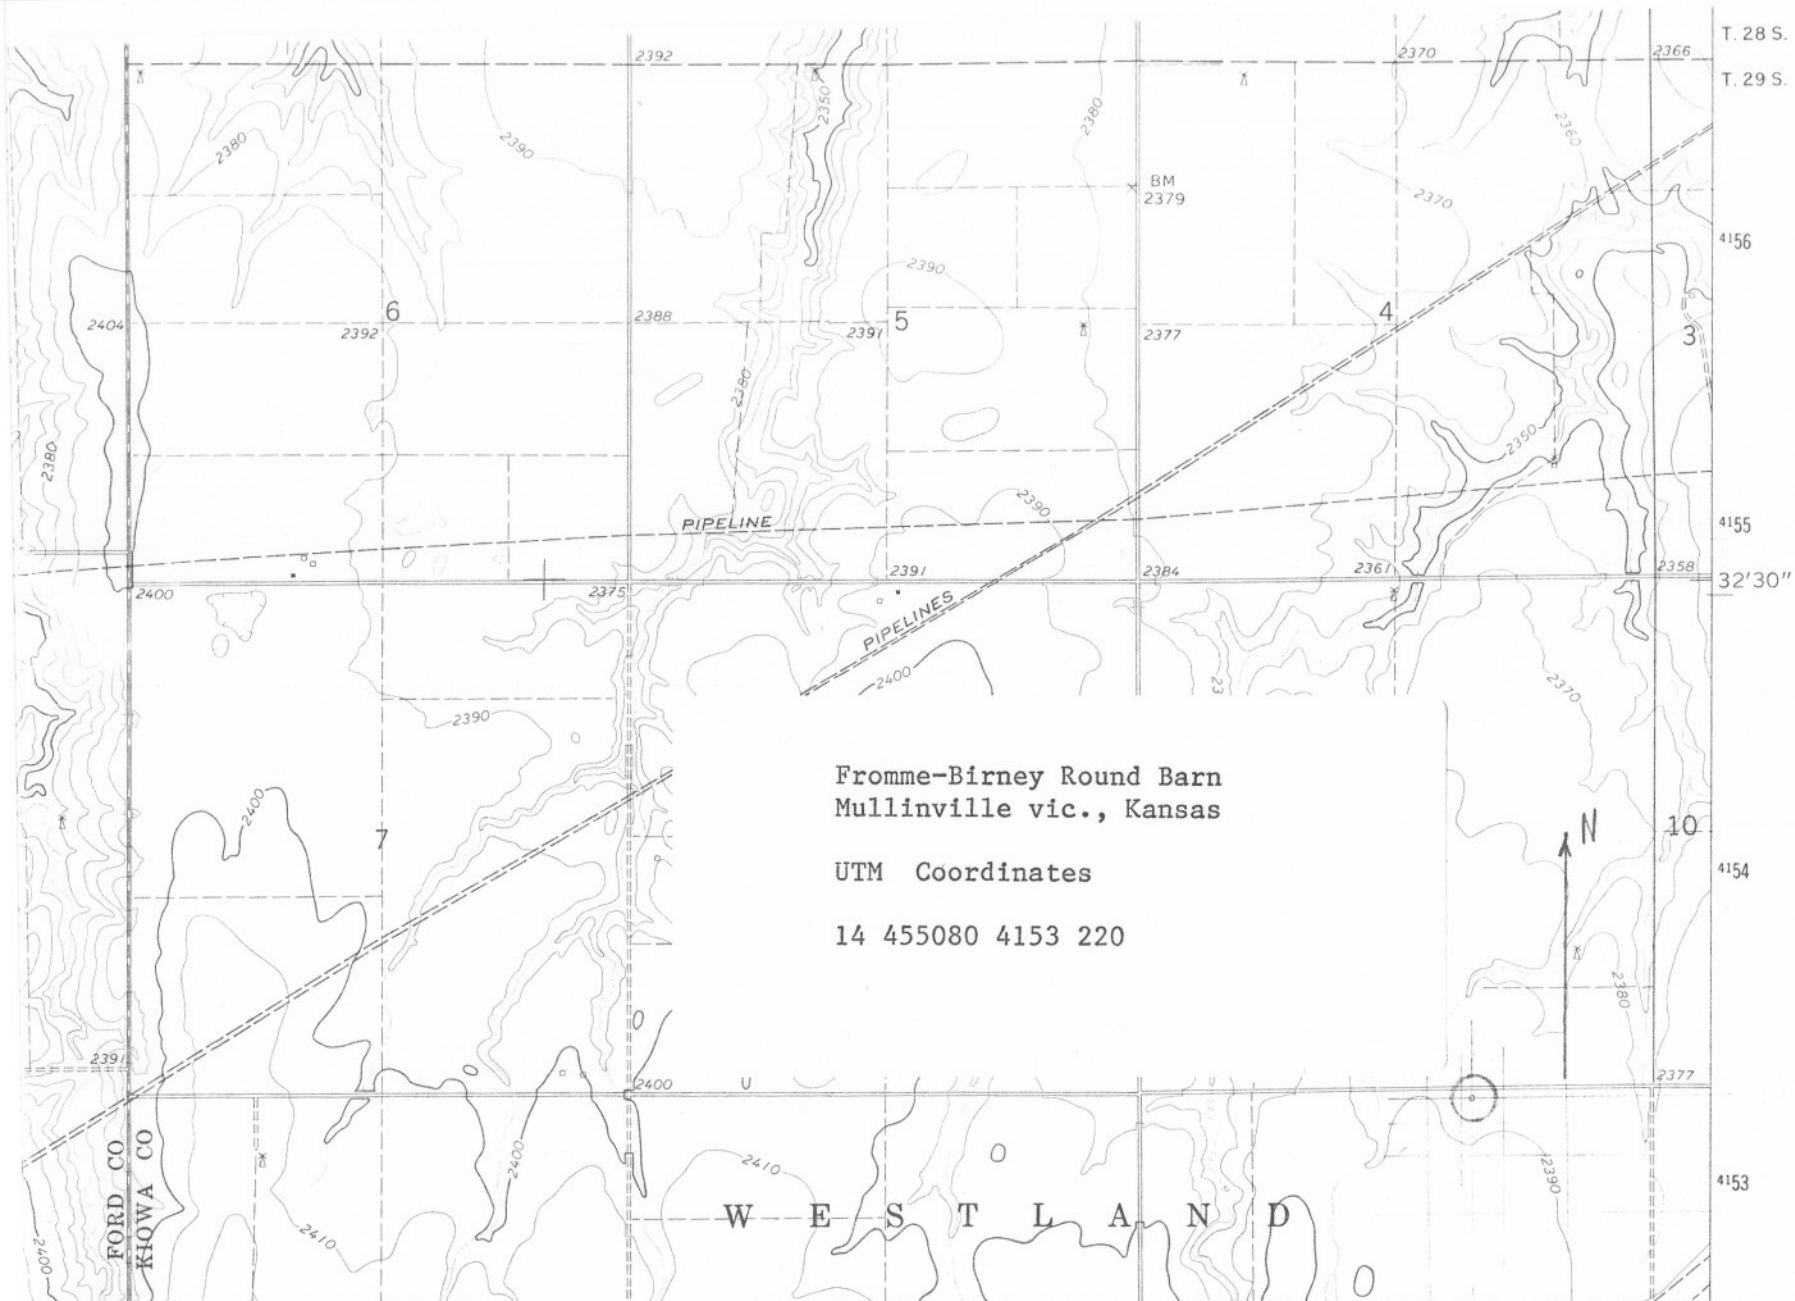 T. 28 S.
2392 2370 2366
T. 29 S.
2350
2380
2360
2380 2390
BM
2379
2370
4156
2390
6 5 4
2404 2392 2388 2391 2377 3
2380
2380
2350
2390
PIPELINE
4155
2391 2384 2361 2358
2400 2375 32'30"
PIPELINES
2400
23
2370
2390
Fromme-Birney Round Barn
Mullinville vic., Kansas
UTM Coordinates
14 455080 4153 220
2400
7
N
10
4154
2380
2391 2400 2377
FORD CO
KIOWA CO
2400
2410
2390
4153
WESTLAND
2410
2400